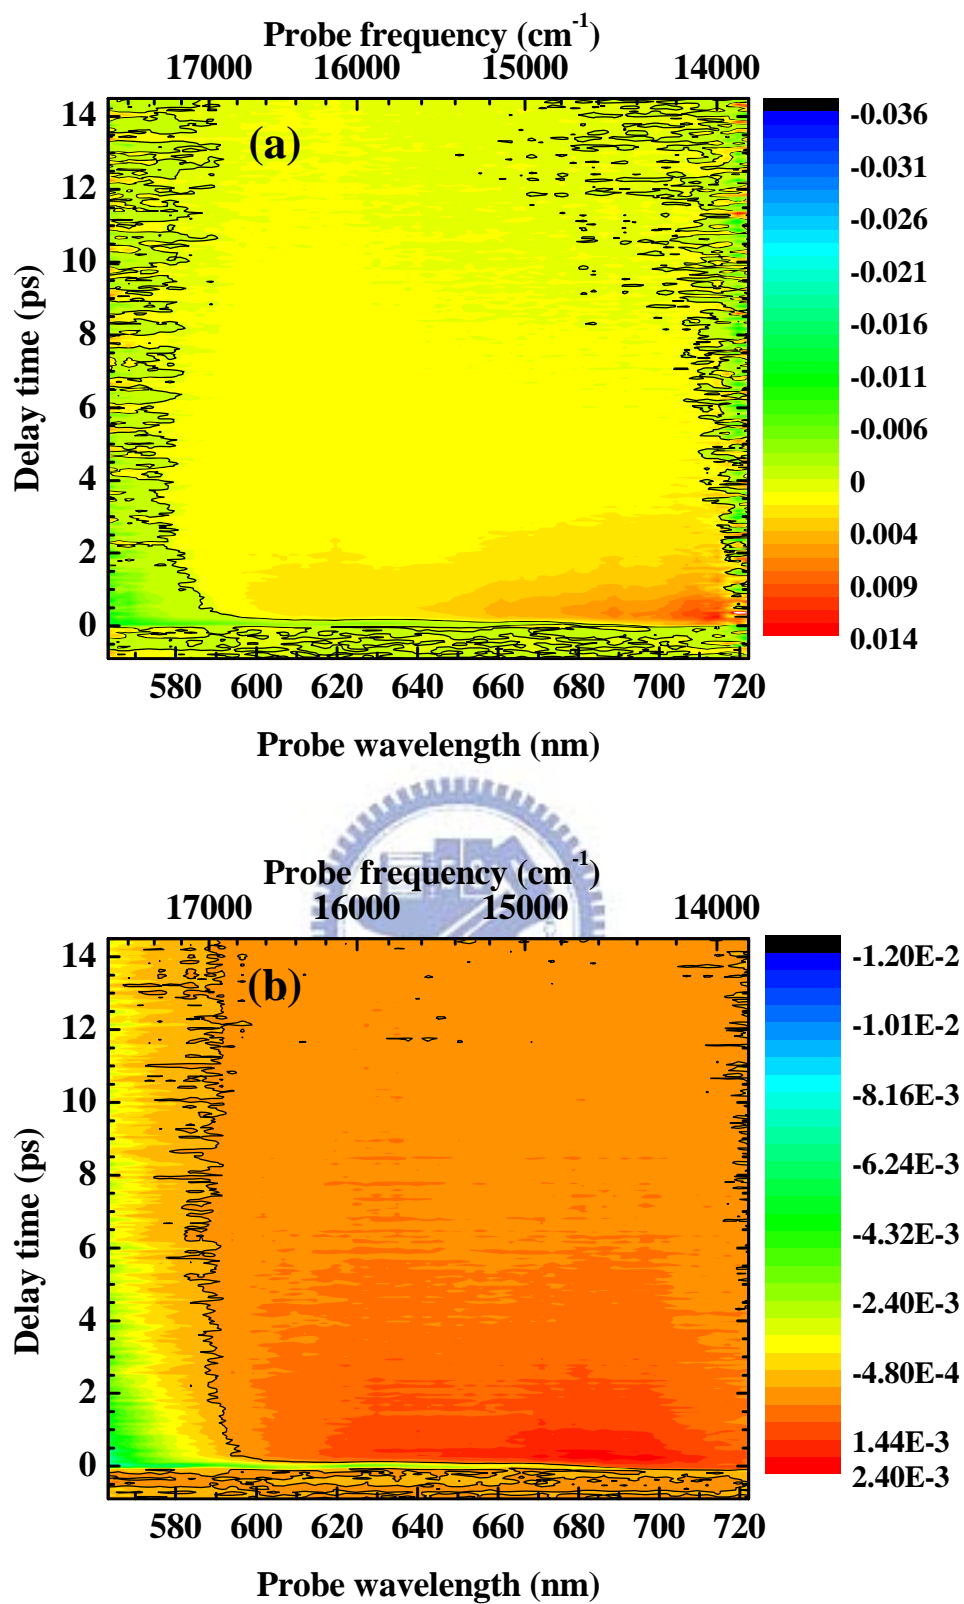 Probe frequency (cm-1)
17000 16000 15000 14000
(a)
Delay time (ps)
14
12
10
8
6
4
2
0
580 600 620 640 660 680 700 720
Probe wavelength (nm)
-0.036
-0.031
-0.026
-0.021
-0.016
-0.011
-0.006
0
0.004
0.009
0.014
Probe frequency (cm-1)
17000 16000 15000 14000
(b)
Delay time (ps)
14
12
10
8
6
4
2
0
580 600 620 640 660 680 700 720
Probe wavelength (nm)
-1.20E-2
-1.01E-2
-8.16E-3
-6.24E-3
-4.32E-3
-2.40E-3
-4.80E-4
1.44E-3
2.40E-3